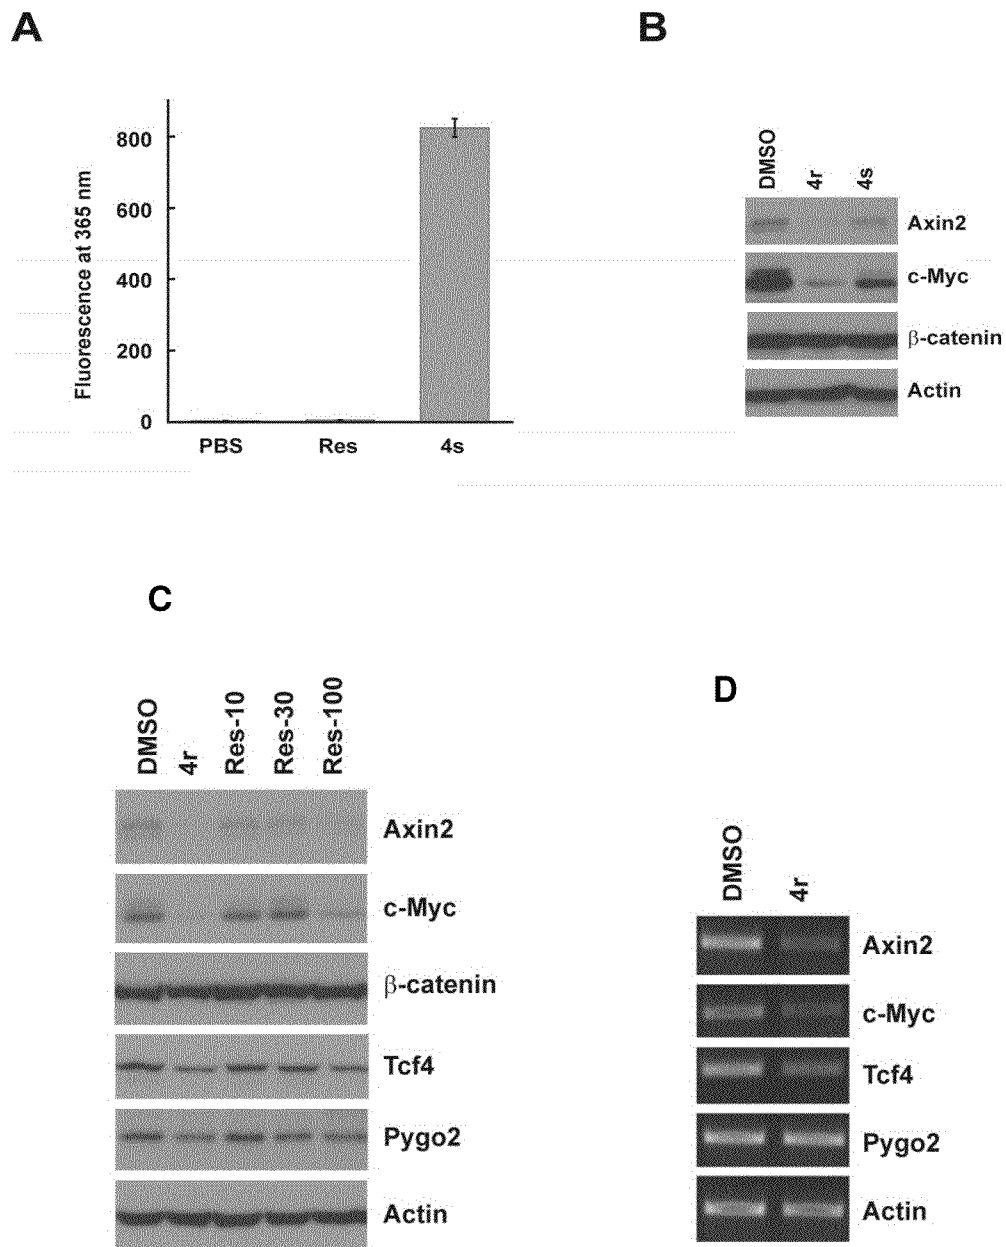 A
Fluorescence at 365 nm
800
600
400
200
0
PBS Res 4s
B
DMSO 4r 4s
Axin2
c-Myc
β-catenin
Actin
C
DMSO 4r Res-10 Res-30 Res-100
Axin2
c-Myc
β-catenin
Tcf4
Pygo2
Actin
D
DMSO 4r
Axin2
c-Myc
Tcf4
Pygo2
Actin